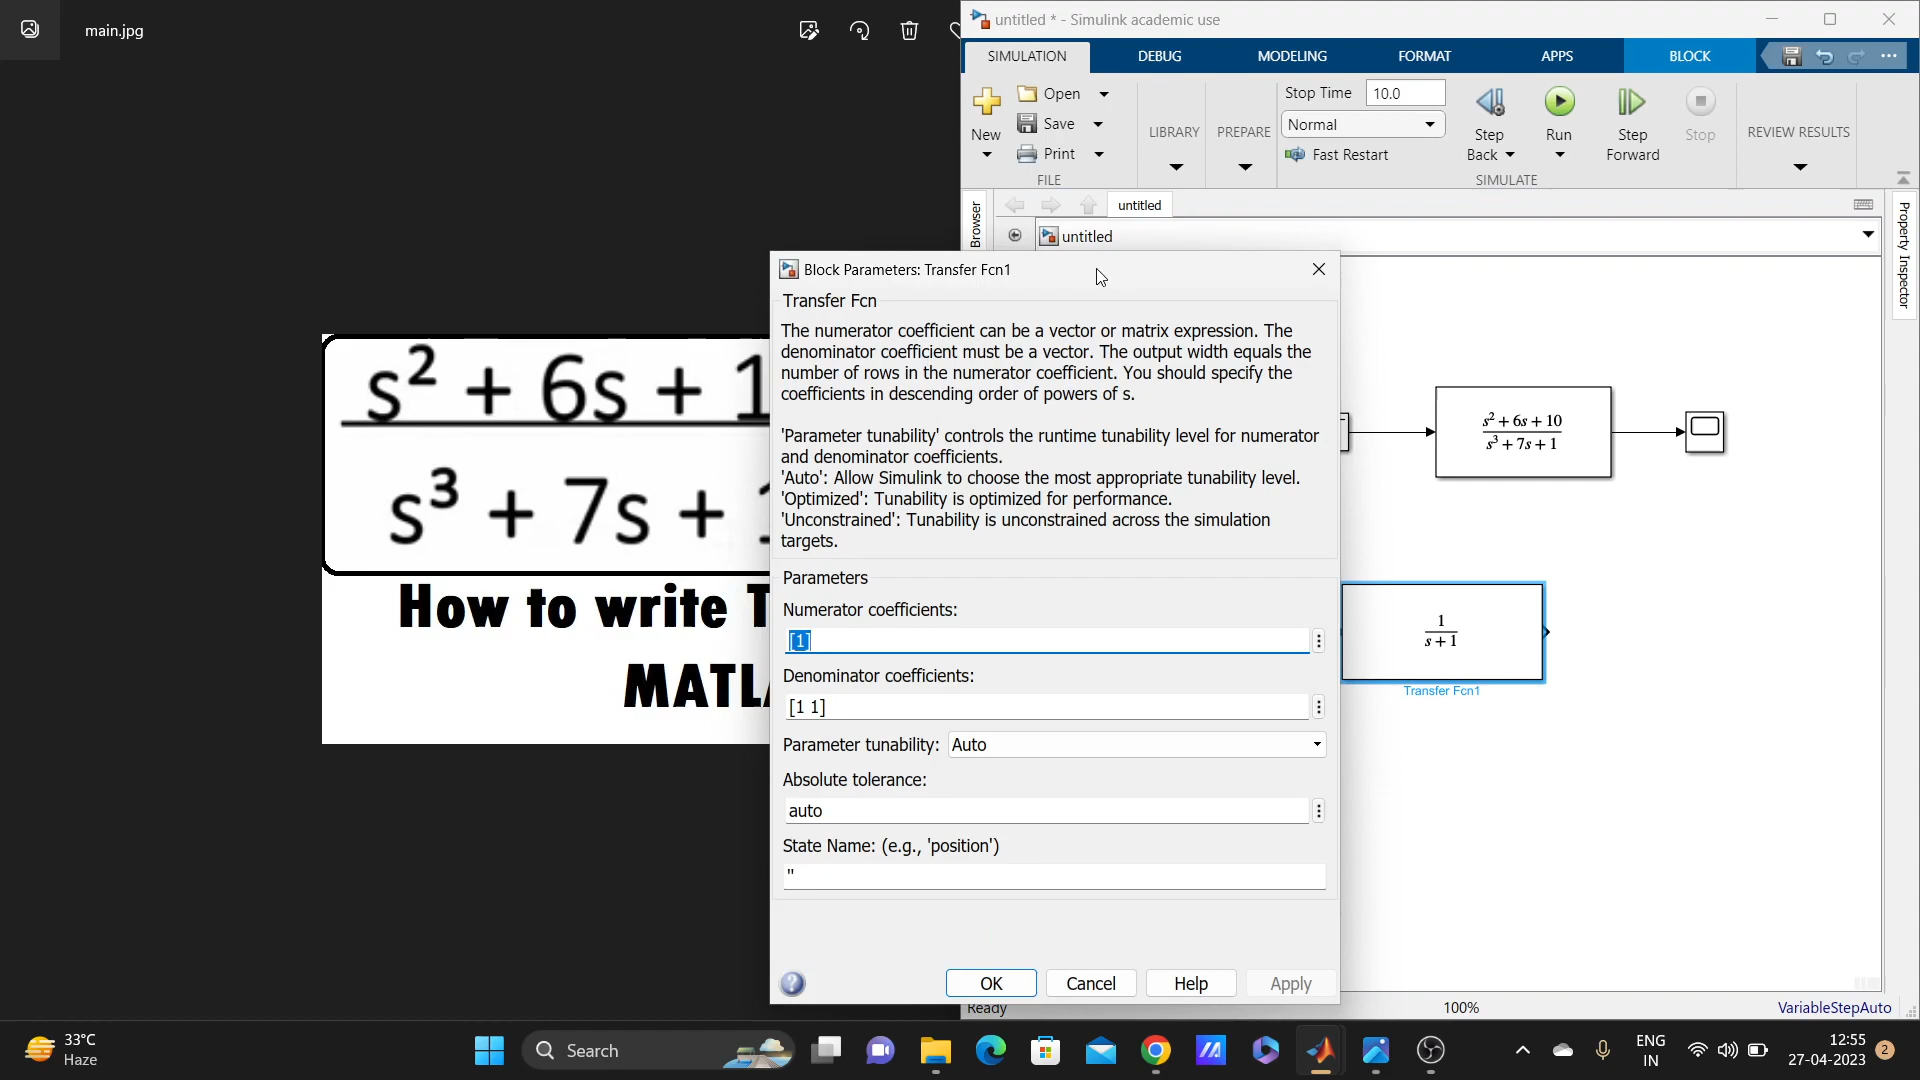 main.jpg
s² + 6s + 1
s³ + 7s +
How to write T
MATL
untitled * - Simulink academic use
SIMULATION DEBUG MODELING FORMAT APPS BLOCK
New
Open
Save
Print
FILE
LIBRARY
PREPARE
Stop Time 10.0
Normal
Fast Restart
Step Back
Run
Step Forward
Stop
SIMULATE
REVIEW RESULTS
Browser
untitled
untitled
Property Inspector
Block Parameters: Transfer Fcn1
Transfer Fcn
The numerator coefficient can be a vector or matrix expression. The
denominator coefficient must be a vector. The output width equals the
number of rows in the numerator coefficient. You should specify the
coefficients in descending order of powers of s.
'Parameter tunability' controls the runtime tunability level for numerator
and denominator coefficients.
'Auto': Allow Simulink to choose the most appropriate tunability level.
'Optimized': Tunability is optimized for performance.
'Unconstrained': Tunability is unconstrained across the simulation
targets.
Parameters
Numerator coefficients:
[1]
Denominator coefficients:
[1 1]
Parameter tunability: Auto
Absolute tolerance:
auto
State Name: (e.g., 'position')
''
OK Cancel Help Apply
s² + 6s + 10
s³ + 7s + 1
1
s + 1
Transfer Fcn1
Ready
100%
VariableStepAuto
33°C
Haze
Search
ENG
IN
12:55
27-04-2023
2